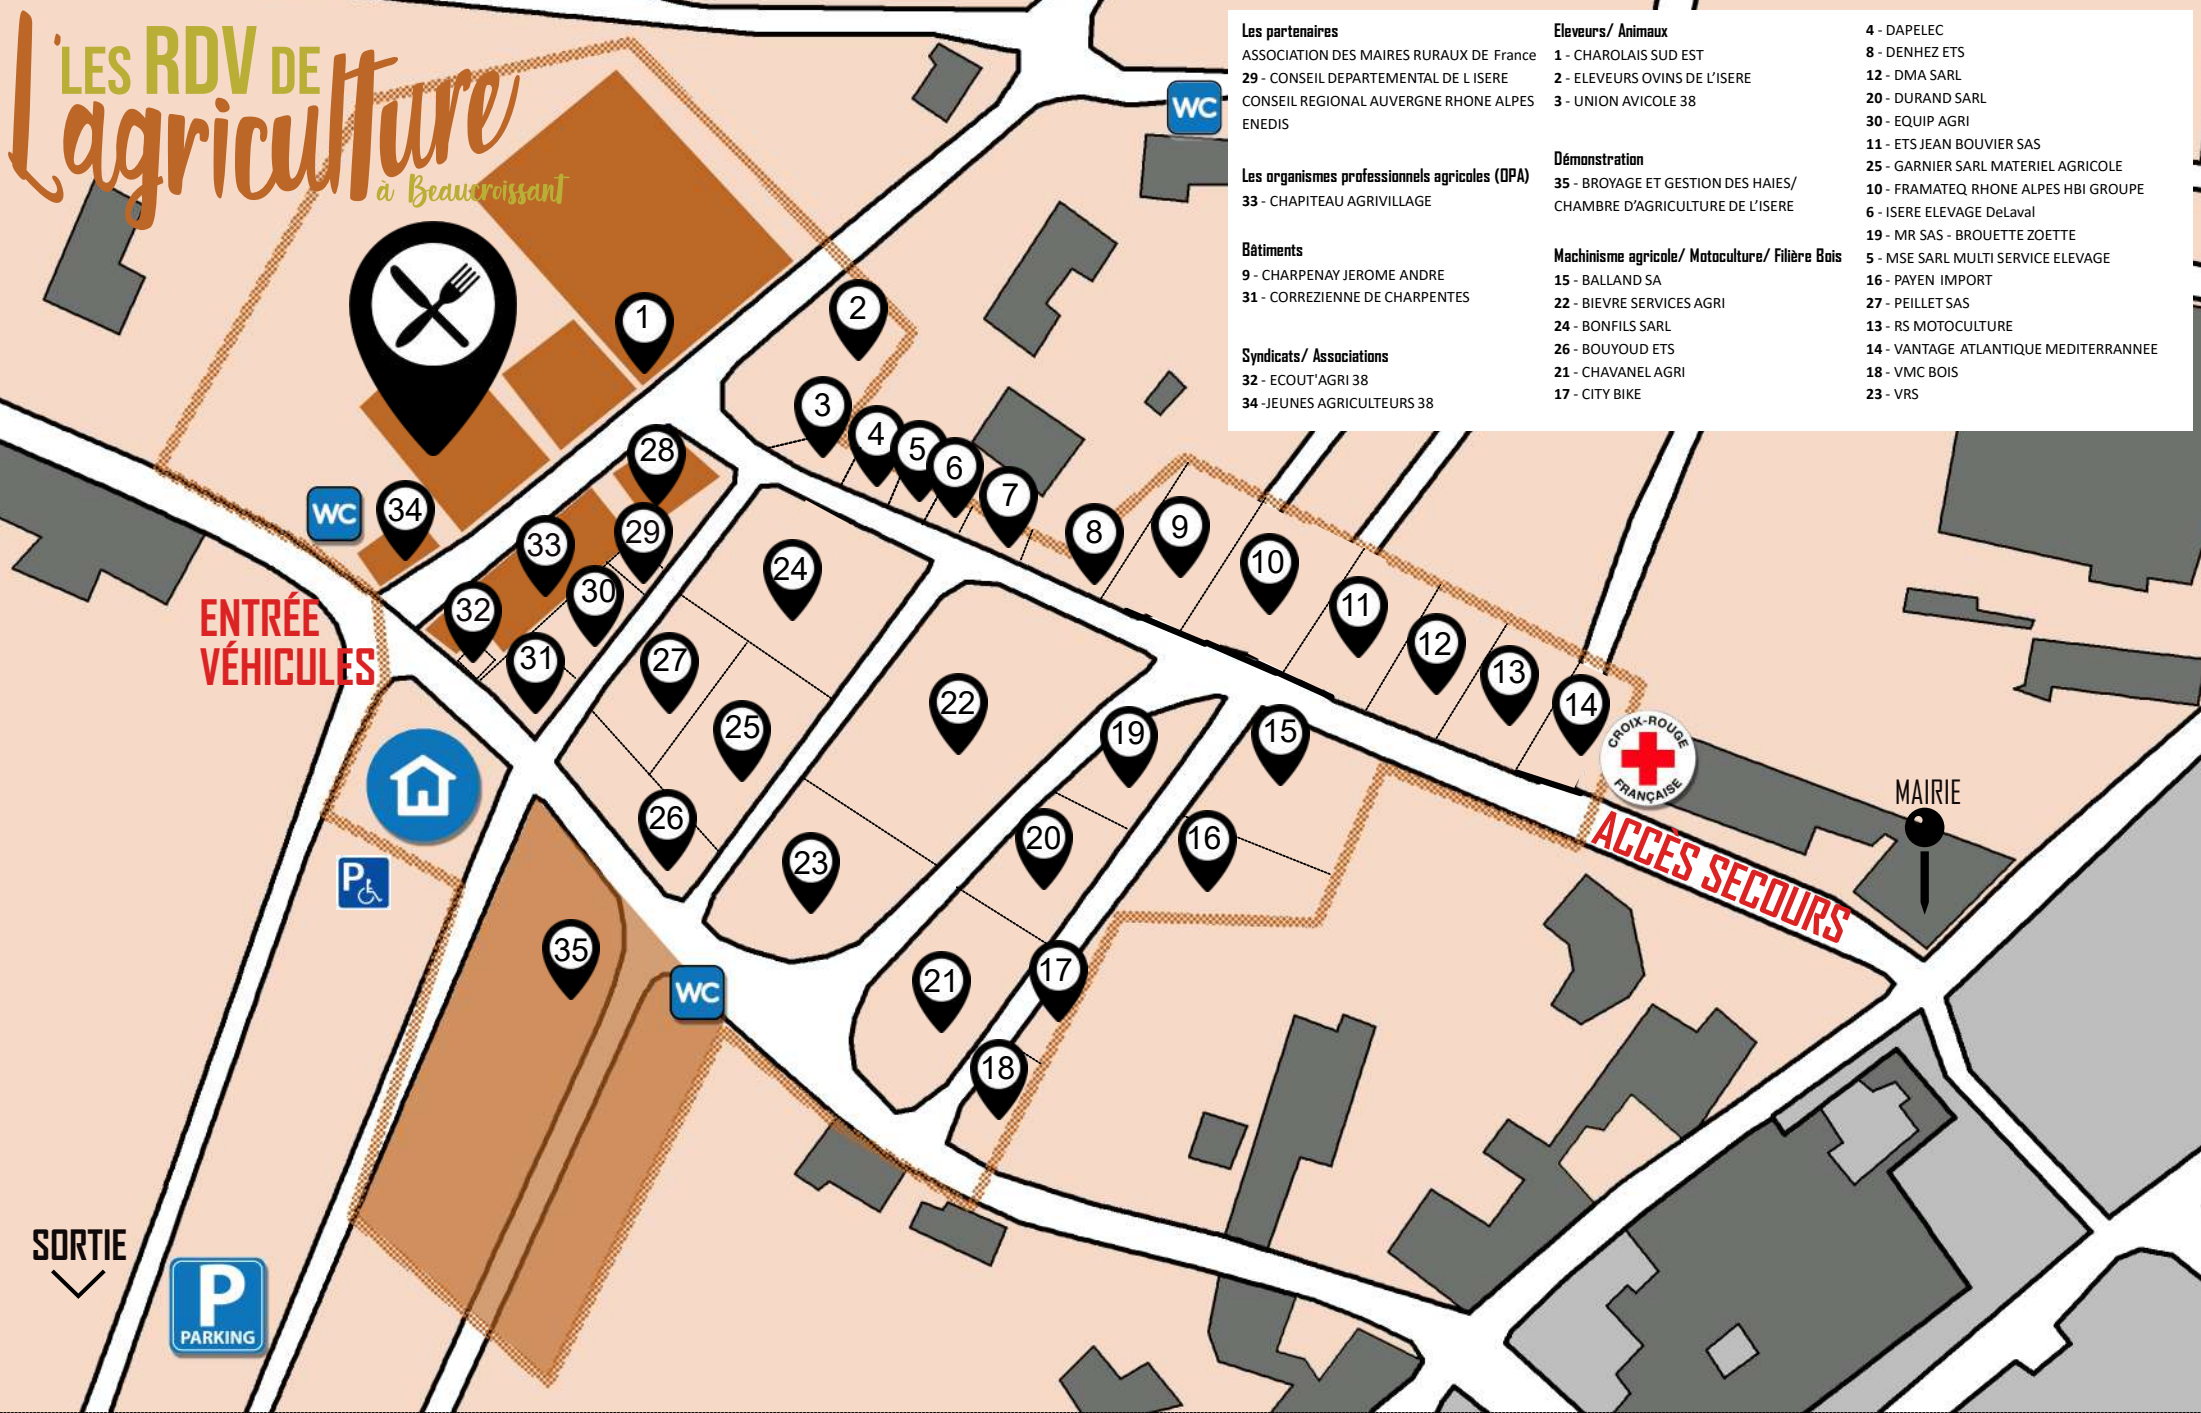 LES RDV DE
L'agriculture
à Beaucroissant
Les partenaires
ASSOCIATION DES MAIRES RURAUX DE France
29 - CONSEIL DEPARTEMENTAL DE L ISERE
CONSEIL REGIONAL AUVERGNE RHONE ALPES
ENEDIS
Les organismes professionnels agricoles (OPA)
33 - CHAPITEAU AGRIVILLAGE
Bâtiments
9 - CHARPENAY JEROME ANDRE
31 - CORREZIENNE DE CHARPENTES
Syndicats/ Associations
32 - ECOUT'AGRI 38
34 -JEUNES AGRICULTEURS 38
Eleveurs/ Animaux
1 - CHAROLAIS SUD EST
2 - ELEVEURS OVINS DE L'ISERE
3 - UNION AVICOLE 38
Démonstration
35 - BROYAGE ET GESTION DES HAIES/
CHAMBRE D'AGRICULTURE DE L'ISERE
Machinisme agricole/ Motoculture/ Filière Bois
15 - BALLAND SA
22 - BIEVRE SERVICES AGRI
24 - BONFILS SARL
26 - BOUYOUD ETS
21 - CHAVANEL AGRI
17 - CITY BIKE
4 - DAPELEC
8 - DENHEZ ETS
12 - DMA SARL
20 - DURAND SARL
30 - EQUIP AGRI
11 - ETS JEAN BOUVIER SAS
25 - GARNIER SARL MATERIEL AGRICOLE
10 - FRAMATEQ RHONE ALPES HBI GROUPE
6 - ISERE ELEVAGE DeLaval
19 - MR SAS - BROUETTE ZOETTE
5 - MSE SARL MULTI SERVICE ELEVAGE
16 - PAYEN IMPORT
27 - PEILLET SAS
13 - RS MOTOCULTURE
14 - VANTAGE ATLANTIQUE MEDITERRANNEE
18 - VMC BOIS
23 - VRS
WC
1
2
3
4
5
6
7
8
9
10
11
12
13
14
28
29
34
WC
33
30
32
31
24
27
25
26
22
23
19
15
20
16
21
17
18
35
WC
ENTRÉE
VÉHICULES
P
CROIX-ROUGE
FRANÇAISE
MAIRIE
ACCÈS SECOURS
SORTIE
P
PARKING